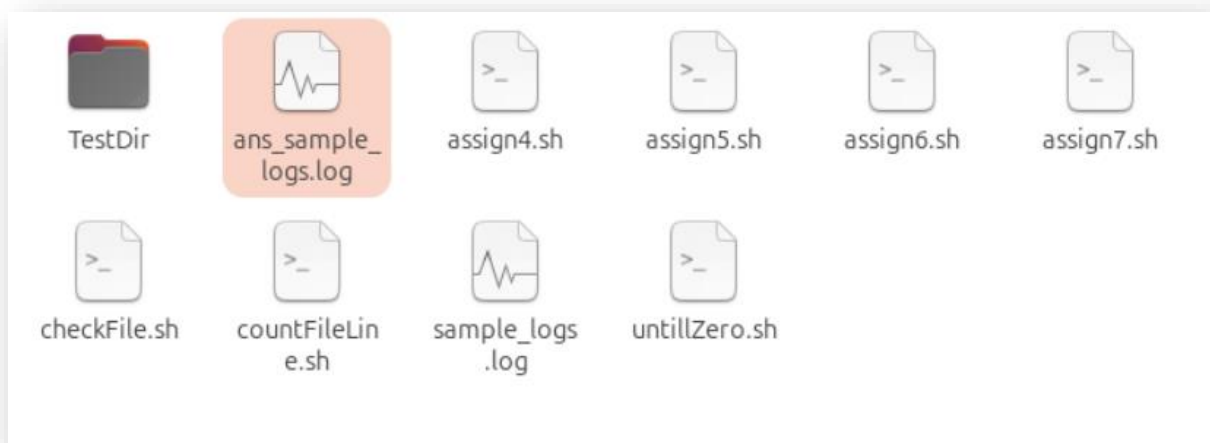 TestDir
ans_sample_
logs.log
assign4.sh
assign5.sh
assign6.sh
assign7.sh
checkFile.sh
countFileLin
e.sh
sample_logs
.log
untillZero.sh